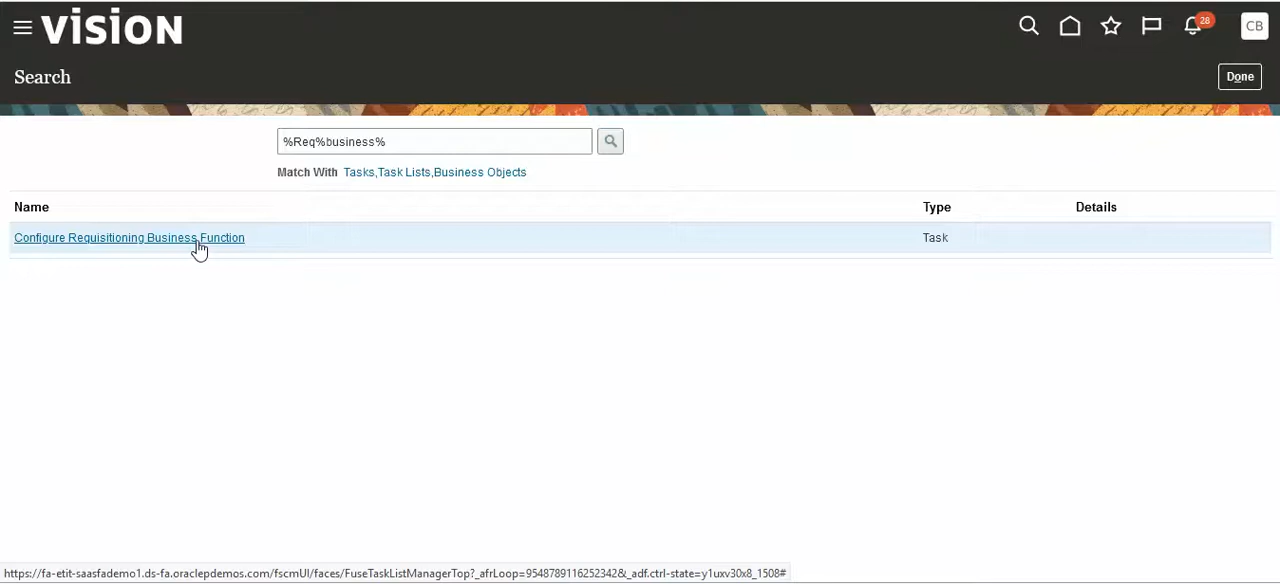 vision
28
CB
Search
Done
%Req%business%
Match With Tasks,Task Lists,Business Objects
Name Type Details
Configure Requisitioning Business Function Task
https://fa-etit-saasfademo1.ds-fa.oraclepdemos.com/fscmUI/faces/FuseTaskListManagerTop?_afrLoop=9548789116252342&_adf.ctrl-state=y1uxv30x8_1508#